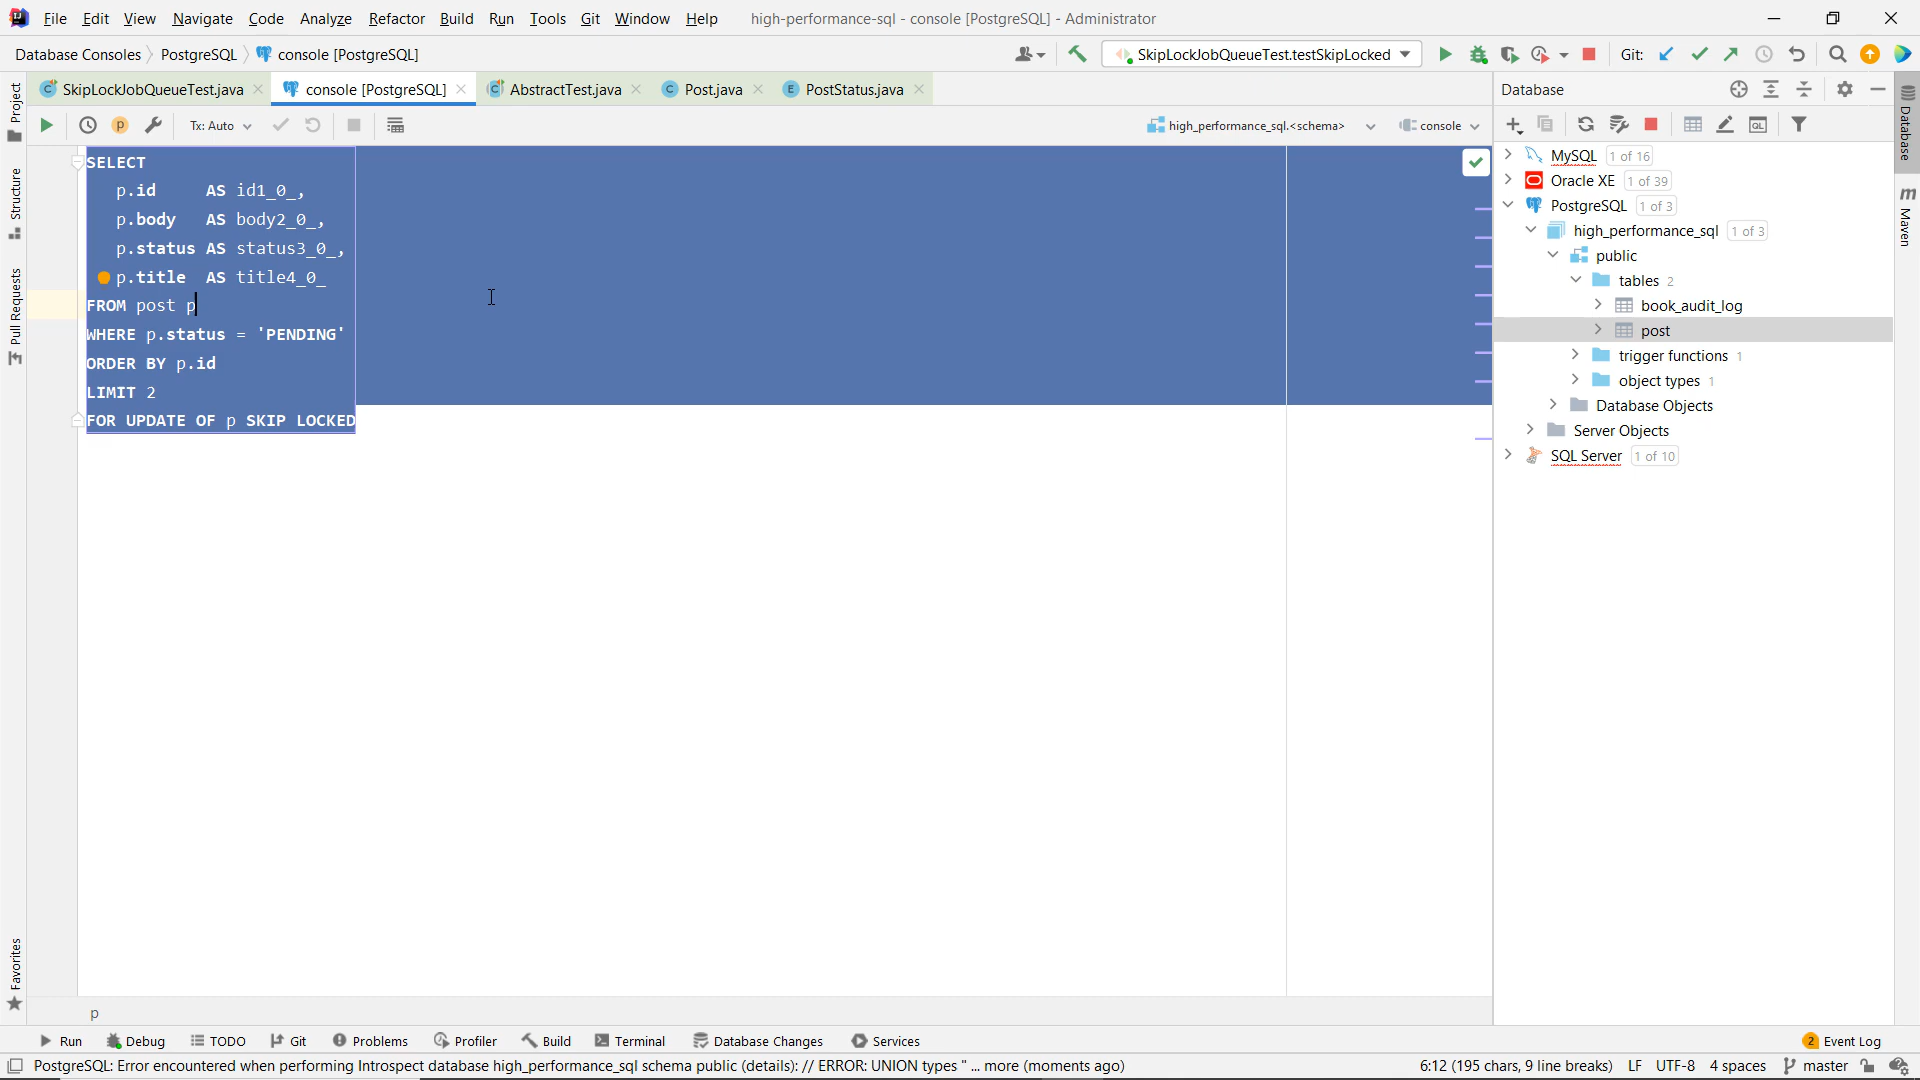 File Edit View Navigate Code Analyze Refactor Build Run Tools Git Window Help high-performance-sql - console [PostgreSQL] - Administrator
Database Consoles PostgreSQL console [PostgreSQL] SkipLockJobQueueTest.testSkipLocked Git:
SkipLockJobQueueTest.java console [PostgreSQL] AbstractTest.java Post.java PostStatus.java Database
Tx: Auto high_performance_sql.<schema> console
SELECT
p.id AS id1_0_,
p.body AS body2_0_,
p.status AS status3_0_,
p.title AS title4_0_
FROM post p
WHERE p.status = 'PENDING'
ORDER BY p.id
LIMIT 2
FOR UPDATE OF p SKIP LOCKED
MySQL 1 of 16
Oracle XE 1 of 39
PostgreSQL 1 of 3
high_performance_sql 1 of 3
public
tables 2
book_audit_log
post
trigger functions 1
object types 1
Database Objects
Server Objects
SQL Server 1 of 10
Project
Structure
Pull Requests
Favorites
Database
Maven
p
Run Debug TODO Git Problems Profiler Build Terminal Database Changes Services 2 Event Log
PostgreSQL: Error encountered when performing Introspect database high_performance_sql schema public (details): // ERROR: UNION types " ... more (moments ago) 6:12 (195 chars, 9 line breaks) LF UTF-8 4 spaces master